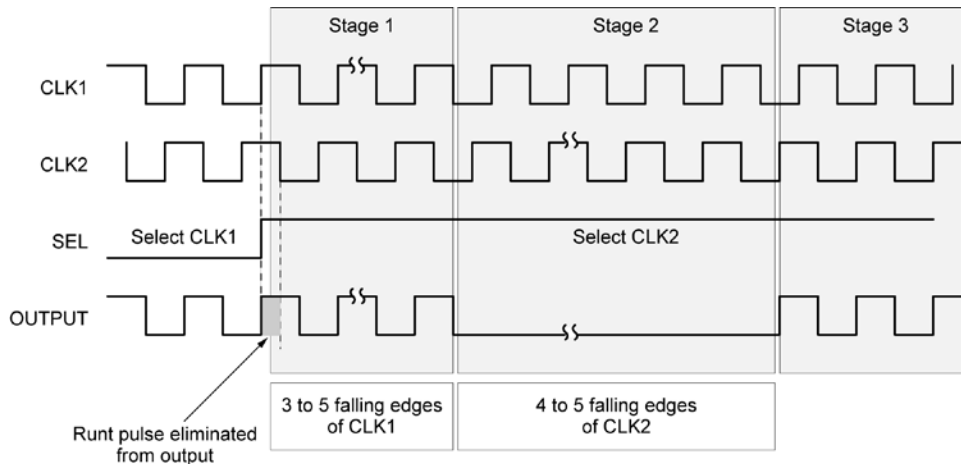 Stage 1
Stage 2
Stage 3
CLK1
CLK2
SEL
Select CLK1
Select CLK2
OUTPUT
3 to 5 falling edges
of CLK1
4 to 5 falling edges
of CLK2
Runt pulse eliminated
from output